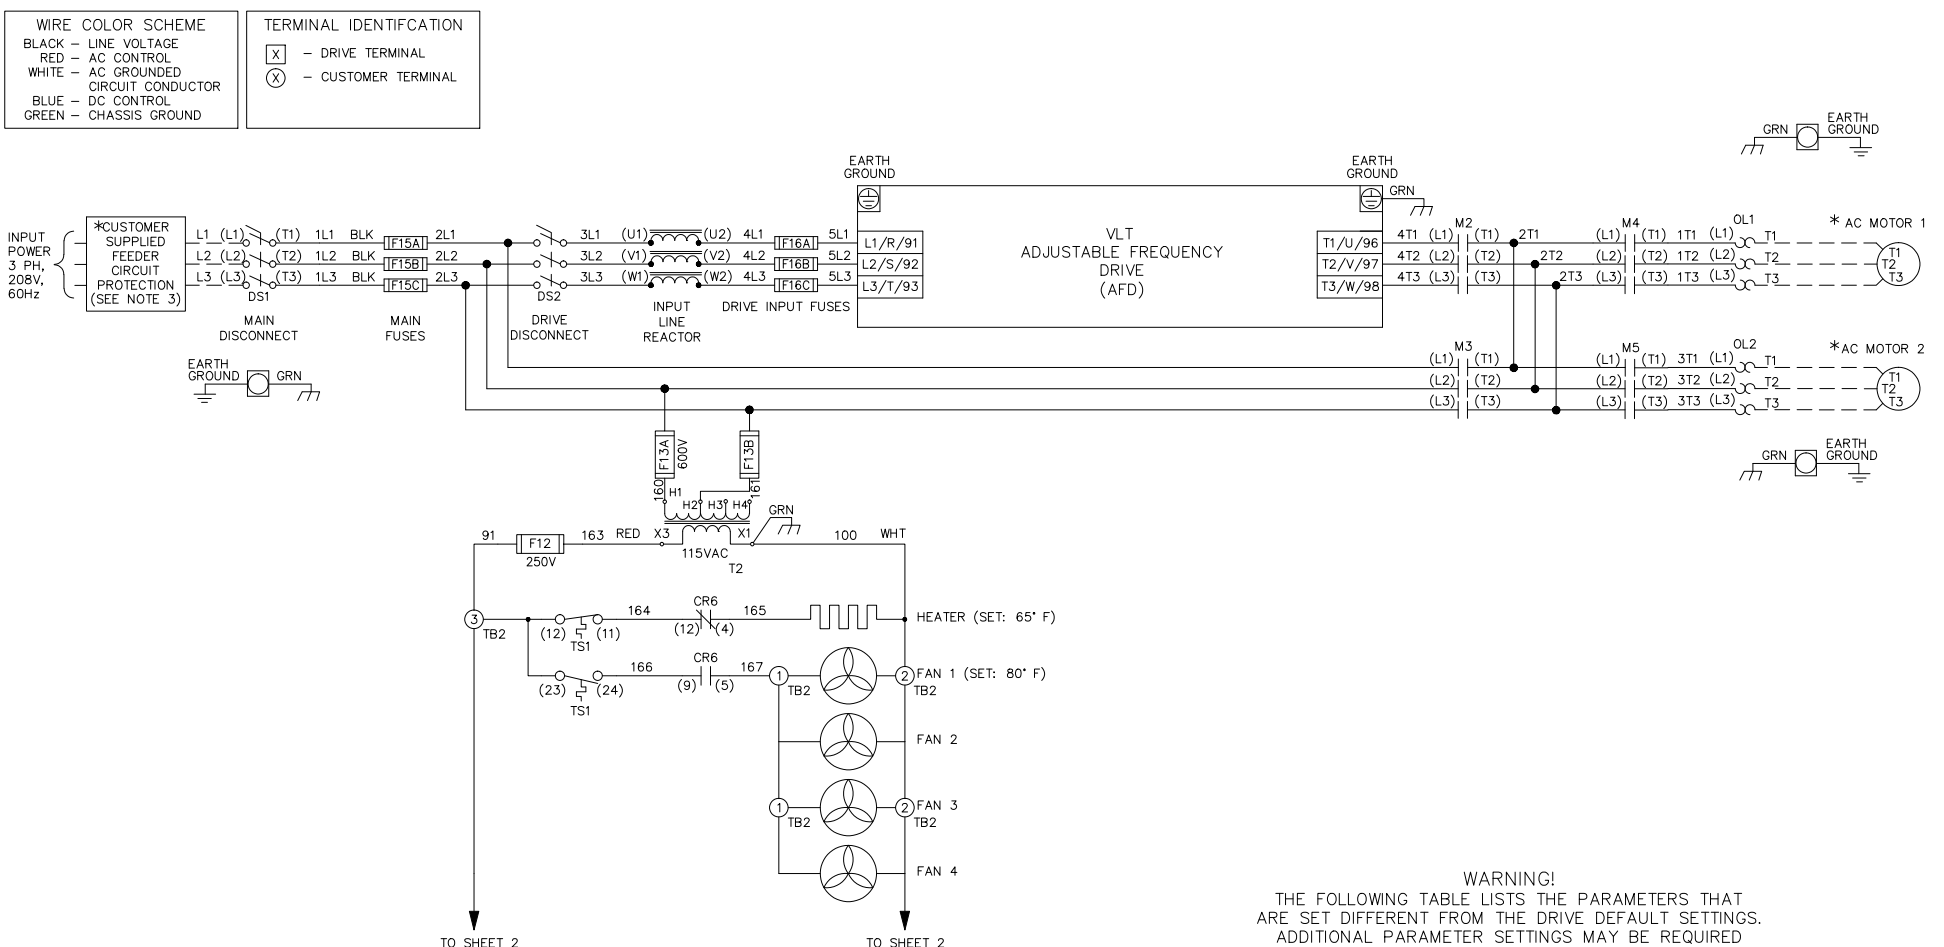 WIRE COLOR SCHEME
BLACK – LINE VOLTAGE
RED – AC CONTROL
WHITE – AC GROUNDED
CIRCUIT CONDUCTOR
BLUE – DC CONTROL
GREEN – CHASSIS GROUND
TERMINAL IDENTIFCATION
X – DRIVE TERMINAL
X – CUSTOMER TERMINAL
GRN
EARTH
GROUND
INPUT
POWER
3 PH,
208V,
60Hz
*CUSTOMER
SUPPLIED
FEEDER
CIRCUIT
PROTECTION
(SEE NOTE 3)
L1 (L1) (T1) 1L1 BLK F15A 2L1 3L1 (U1) (U2) 4L1 F16A 5L1
L2 (L2) (T2) 1L2 BLK F15B 2L2 3L2 (V1) (V2) 4L2 F16B 5L2
L3 (L3) (T3) 1L3 BLK F15C 2L3 3L3 (W1) (W2) 4L3 F16C 5L3
DS1
MAIN
DISCONNECT
MAIN
FUSES
DS2
DRIVE
DISCONNECT
INPUT
LINE
REACTOR
DRIVE INPUT FUSES
EARTH
GROUND
L1/R/91
L2/S/92
L3/T/93
VLT
ADJUSTABLE FREQUENCY
DRIVE
(AFD)
EARTH
GROUND
GRN
T1/U/96
T2/V/97
T3/W/98
M2 M4 OL1
4T1 (L1) (T1) 2T1 (L1) (T1) 1T1 (L1) T1
4T2 (L2) (T2) 2T2 (L2) (T2) 1T2 (L2) T2
4T3 (L3) (T3) 2T3 (L3) (T3) 1T3 (L3) T3
* AC MOTOR 1
T1
T2
T3
EARTH
GROUND GRN
M3 M5 OL2
(L1) (T1) (L1) (T1) 3T1 (L1) T1
(L2) (T2) (L2) (T2) 3T2 (L2) T2
(L3) (T3) (L3) (T3) 3T3 (L3) T3
*AC MOTOR 2
T1
T2
T3
GRN
EARTH
GROUND
F13A
600V
F13B
160
161
H1
H2 H3 H4
GRN
91 F12 163 RED X3 X1 100 WHT
250V
115VAC
T2
3
TB2
(12) (11)
TS1
164
CR6
(12) (4)
165
HEATER (SET: 65° F)
(23) (24)
TS1
166
CR6
(9) (5)
167
1
TB2
2
TB2
FAN 1 (SET: 80° F)
FAN 2
1
TB2
2
TB2
FAN 3
FAN 4
TO SHEET 2
TO SHEET 2
WARNING!
THE FOLLOWING TABLE LISTS THE PARAMETERS THAT
ARE SET DIFFERENT FROM THE DRIVE DEFAULT SETTINGS.
ADDITIONAL PARAMETER SETTINGS MAY BE REQUIRED